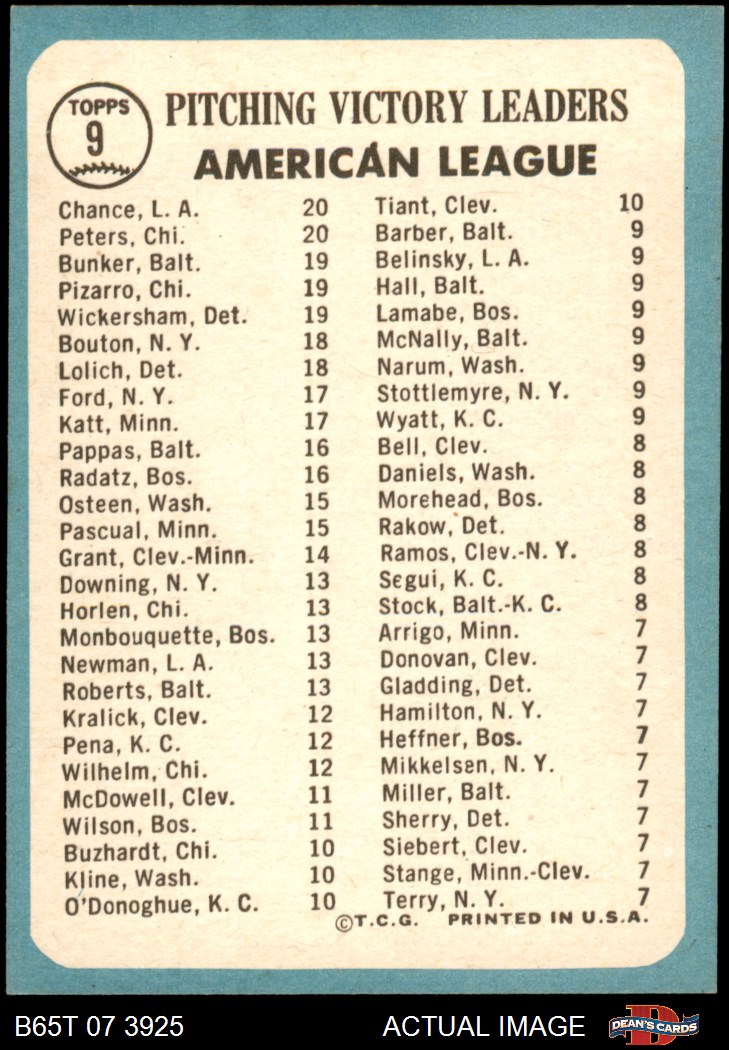 TOPPS
9
PITCHING VICTORY LEADERS
AMERICAN LEAGUE
Chance, L. A. 20
Peters, Chi. 20
Bunker, Balt. 19
Pizarro, Chi. 19
Wickersham, Det. 19
Bouton, N. Y. 18
Lolich, Det. 18
Ford, N. Y. 17
Katt, Minn. 17
Pappas, Balt. 16
Radatz, Bos. 16
Osteen, Wash. 15
Pascual, Minn. 15
Grant, Clev.-Minn. 14
Downing, N. Y. 13
Horlen, Chi. 13
Monbouquette, Bos. 13
Newman, L. A. 13
Roberts, Balt. 13
Kralick, Clev. 12
Pena, K. C. 12
Wilhelm, Chi. 12
McDowell, Clev. 11
Wilson, Bos. 11
Buzhardt, Chi. 10
Kline, Wash. 10
O'Donoghue, K. C. 10
Tiant, Clev. 10
Barber, Balt. 9
Belinsky, L. A. 9
Hall, Balt. 9
Lamabe, Bos. 9
McNally, Balt. 9
Narum, Wash. 9
Stottlemyre, N. Y. 9
Wyatt, K. C. 9
Bell, Clev. 8
Daniels, Wash. 8
Morehead, Bos. 8
Rakow, Det. 8
Ramos, Clev.-N. Y. 8
Segui, K. C. 8
Stock, Balt.-K. C. 8
Arrigo, Minn. 7
Donovan, Clev. 7
Gladding, Det. 7
Hamilton, N. Y. 7
Heffner, Bos. 7
Mikkelsen, N. Y. 7
Miller, Balt. 7
Sherry, Det. 7
Siebert, Clev. 7
Stange, Minn.-Clev. 7
Terry, N. Y. 7
©T.C.G. PRINTED IN U.S.A.
B65T 07 3925 ACTUAL IMAGE
D
DEAN'S CARDS